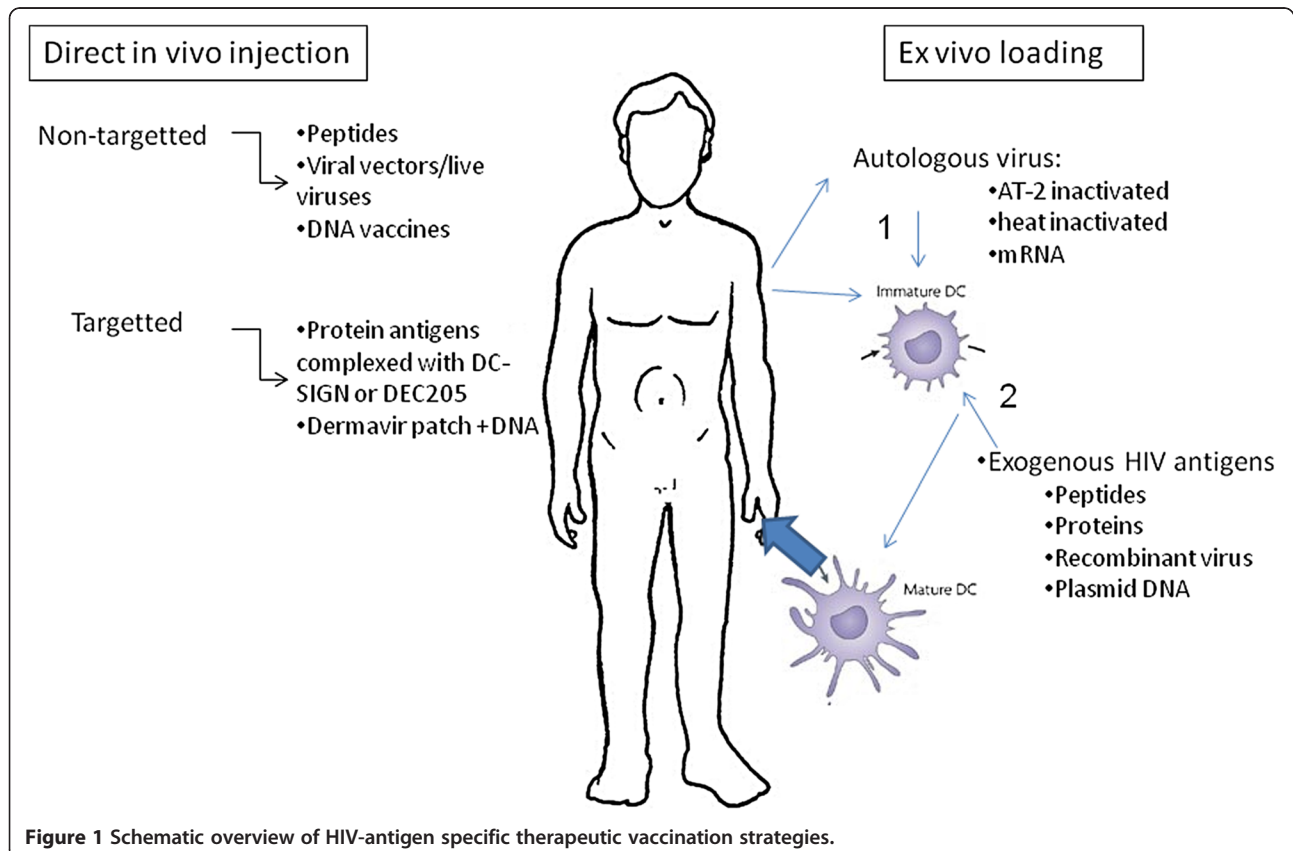 Direct in vivo injection
Non-targetted
•Peptides
•Viral vectors/live
viruses
•DNA vaccines
Targetted
•Protein antigens
complexed with DC-
SIGN or DEC205
•Dermavir patch +DNA
Ex vivo loading
Autologous virus:
•AT-2 inactivated
•heat inactivated
•mRNA
1
Immature DC
2
•Exogenous HIV antigens
•Peptides
•Proteins
•Recombinant virus
•Plasmid DNA
Mature DC
Figure 1 Schematic overview of HIV-antigen specific therapeutic vaccination strategies.